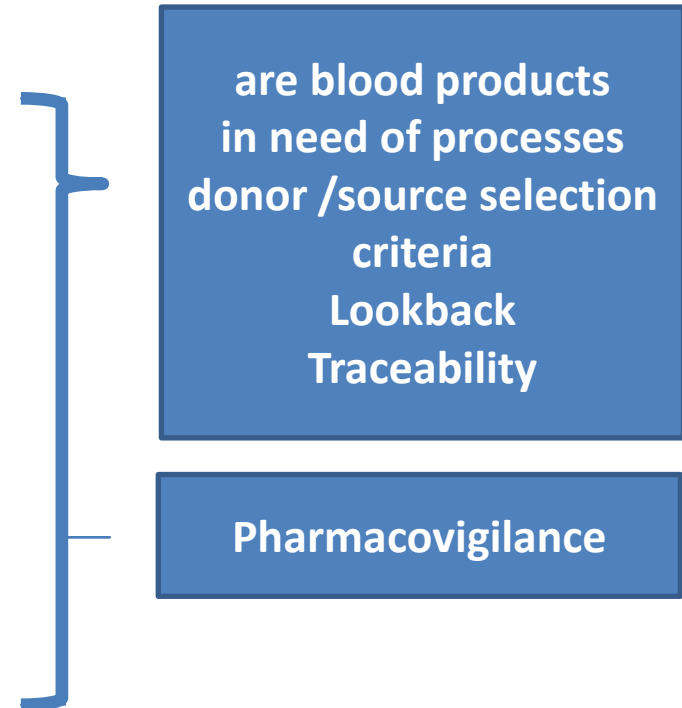 are blood products
in need of processes
donor /source selection
criteria
Lookback
Traceability
Pharmacovigilance